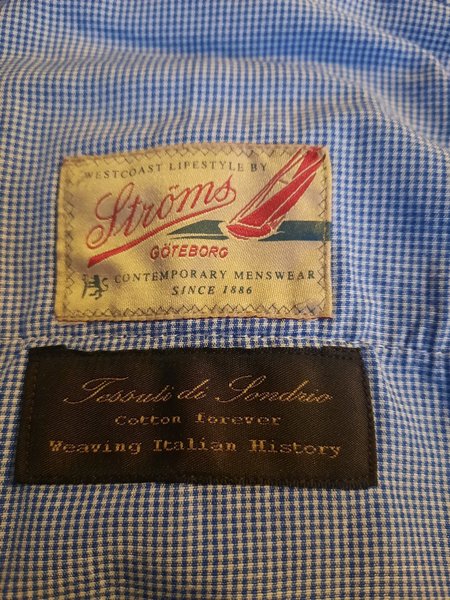 WESTCOAST LIFESTYLE BY
Ströms
GÖTEBORG
CONTEMPORARY MENSWEAR
SINCE 1886
Tessuti di Sondrio
Cotton forever
Weaving Italian History